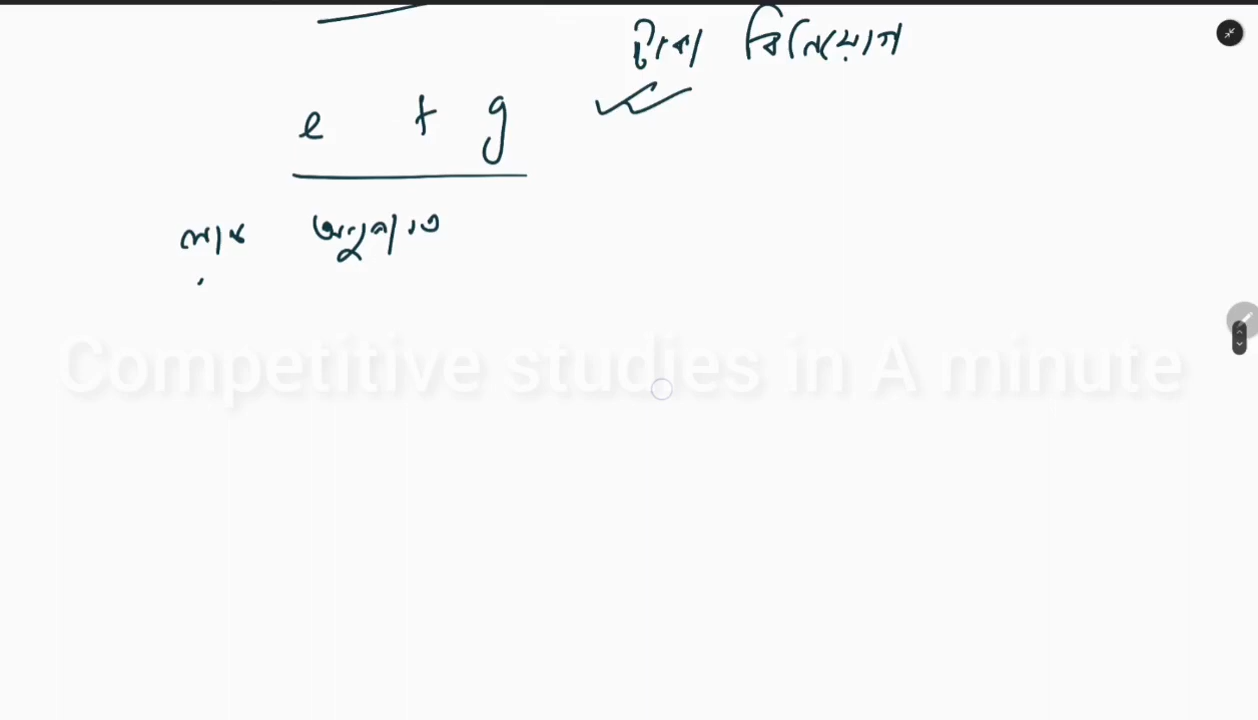 টাকা বিনিয়োগ
e + g
লাভ অনুপাত
Competitive studies in A minute